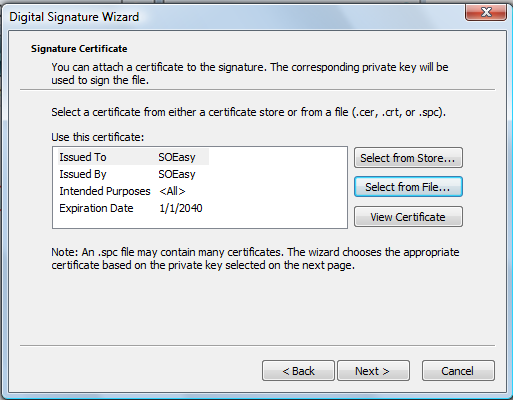 Digital Signature Wizard
Signature Certificate
You can attach a certificate to the signature. The corresponding private key will be
used to sign the file.
Select a certificate from either a certificate store or from a file (.cer, .crt, or .spc).
Use this certificate:
Issued To SOEasy
Issued By SOEasy
Intended Purposes <All>
Expiration Date 1/1/2040
Select from Store...
Select from File...
View Certificate
Note: An .spc file may contain many certificates. The wizard chooses the appropriate
certificate based on the private key selected on the next page.
< Back Next > Cancel